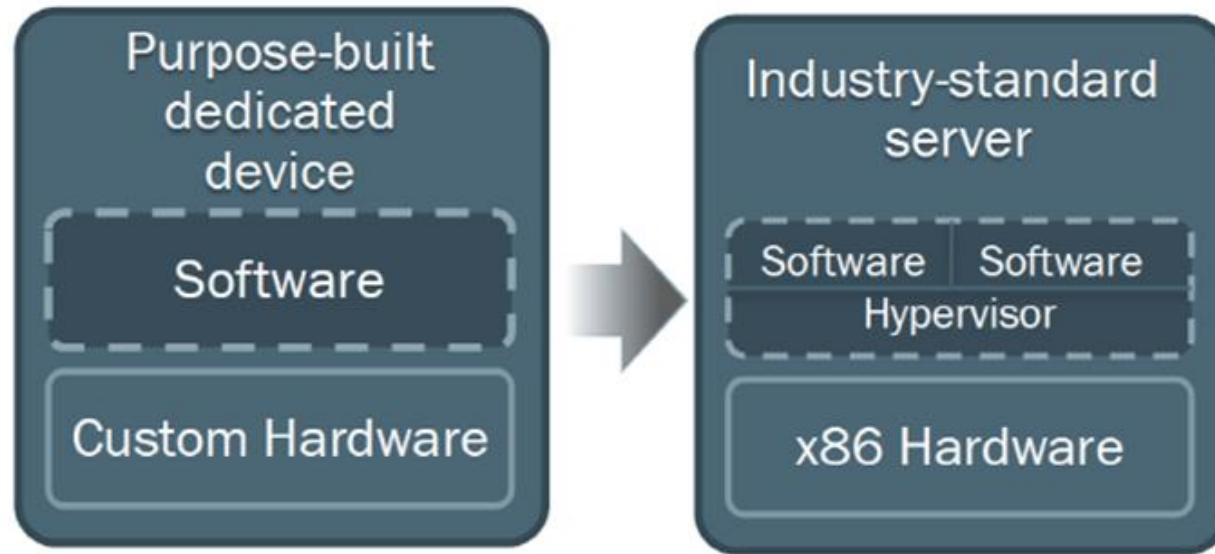 Purpose-built
dedicated
device
Software
Custom Hardware
Industry-standard
server
Software Software
Hypervisor
x86 Hardware